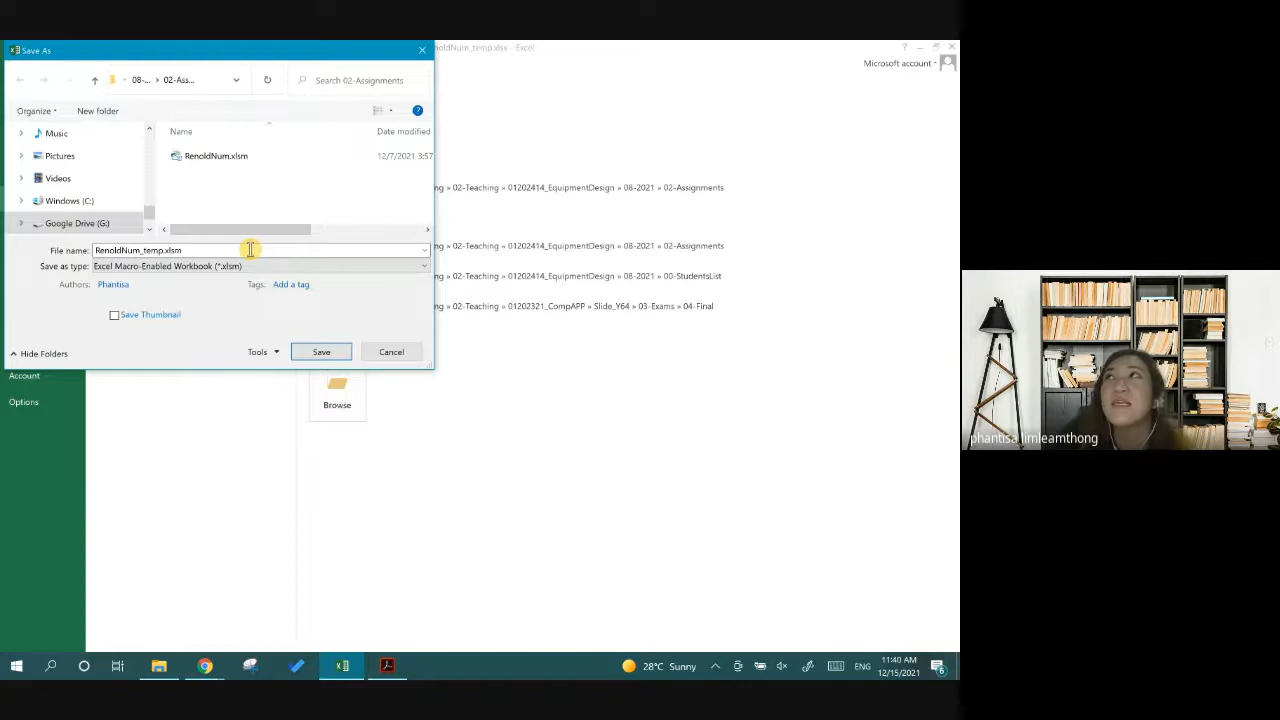 Save As
RenoldNum_temp.xlsx - Excel
Microsoft account
08-... > 02-Ass...
Search 02-Assignments
Organize
New folder
Name
Date modified
Music
Pictures
Videos
Windows (C:)
Google Drive (G:)
RenoldNum.xlsm
12/7/2021 3:57
ng » 02-Teaching » 01202414_EquipmentDesign » 08-2021 » 02-Assignments
File name:
RenoldNum_temp.xlsm
ng » 02-Teaching » 01202414_EquipmentDesign » 08-2021 » 02-Assignments
Save as type:
Excel Macro-Enabled Workbook (*.xlsm)
ng » 02-Teaching » 01202414_EquipmentDesign » 08-2021 » 00-StudentsList
Authors:
Phantisa
Tags:
Add a tag
ng » 02-Teaching » 01202321_CompAPP » Slide_Y64 » 03-Exams » 04-Final
Save Thumbnail
Hide Folders
Tools
Save
Cancel
Account
Options
Browse
phantisa limleamthong
28°C Sunny
ENG
11:40 AM
12/15/2021
6